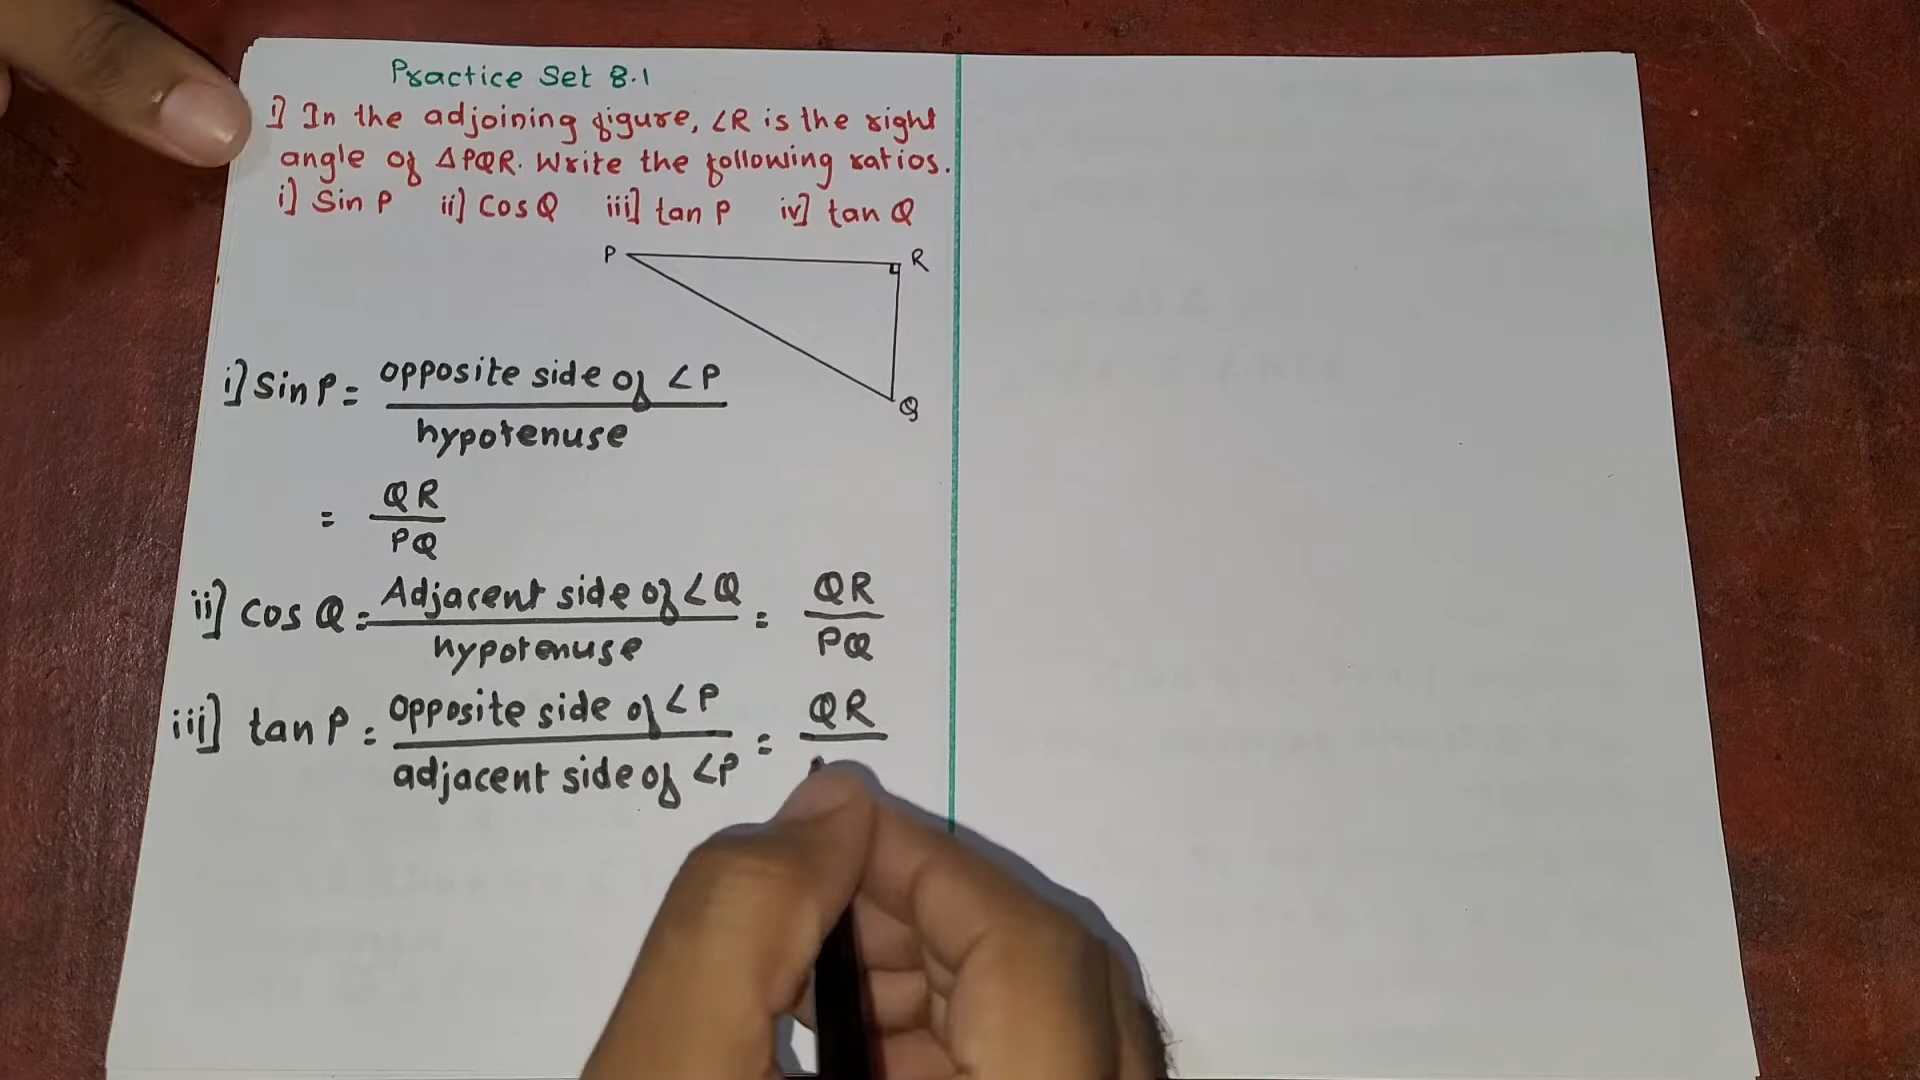 Practice Set 8.1
1] In the adjoining figure, ∠R is the right
angle of △PQR. Write the following ratios.
i] Sin P ii] Cos Q iii] tan P iv] tan Q
P
R
Q
i] Sin P = opposite side of ∠P / hypotenuse
= QR / PQ
ii] cos Q = Adjacent side of ∠Q / hypotenuse = QR / PQ
iii] tan P = opposite side of ∠P / adjacent side of ∠P = QR